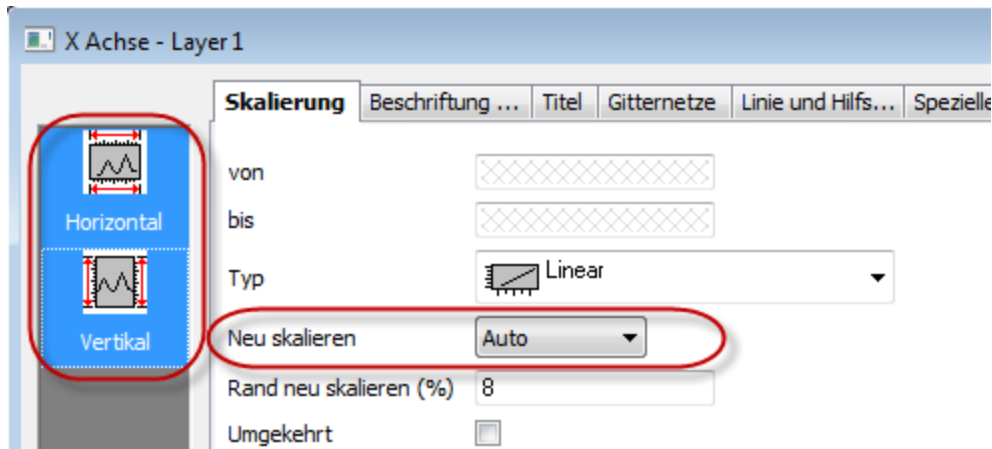 X Achse - Layer 1
Skalierung Beschriftung ... Titel Gitternetze Linie und Hilfs... Spezielle
Horizontal
Vertikal
von
bis
Typ Linear
Neu skalieren Auto
Rand neu skalieren (%) 8
Umgekehrt